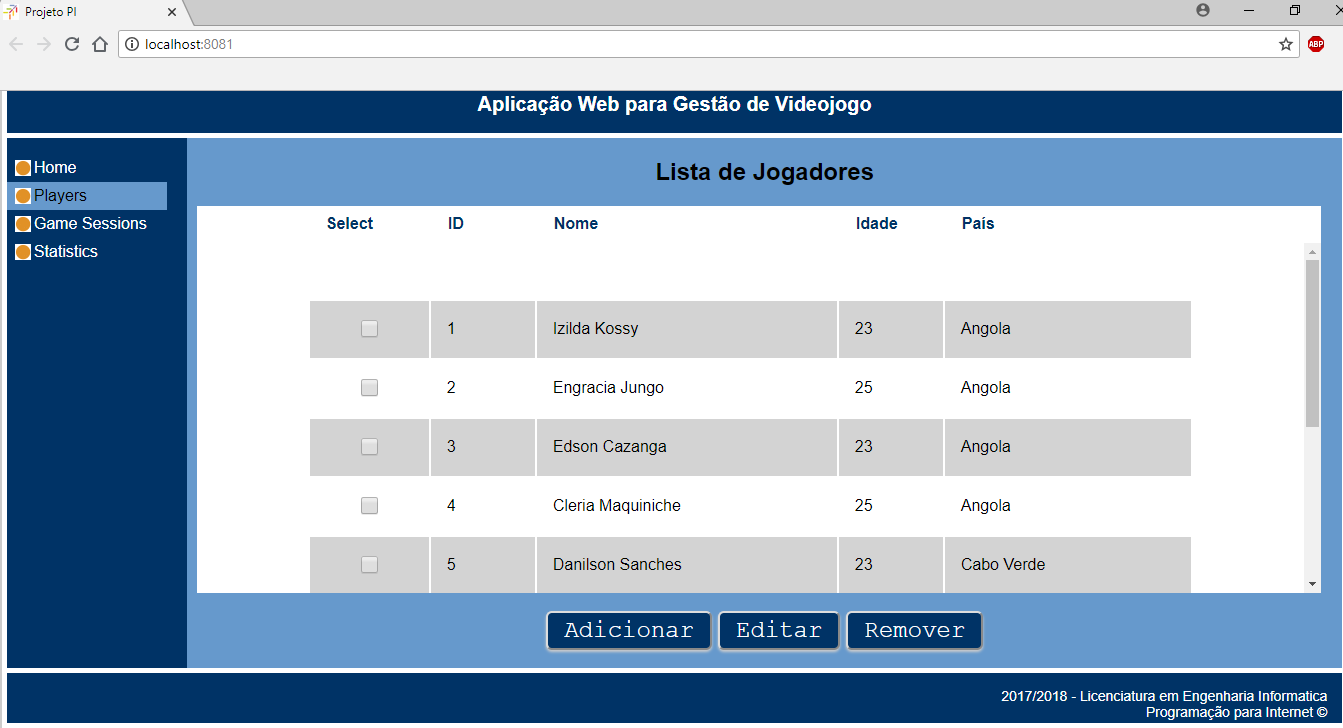 Projeto PI
localhost:8081
ABP
Aplicação Web para Gestão de Videojogo
Home
Players
Game Sessions
Statistics
Lista de Jogadores
Select ID Nome Idade País
1 Izilda Kossy 23 Angola
2 Engracia Jungo 25 Angola
3 Edson Cazanga 23 Angola
4 Cleria Maquiniche 25 Angola
5 Danilson Sanches 23 Cabo Verde
Adicionar Editar Remover
2017/2018 - Licenciatura em Engenharia Informatica
Programação para Internet ©